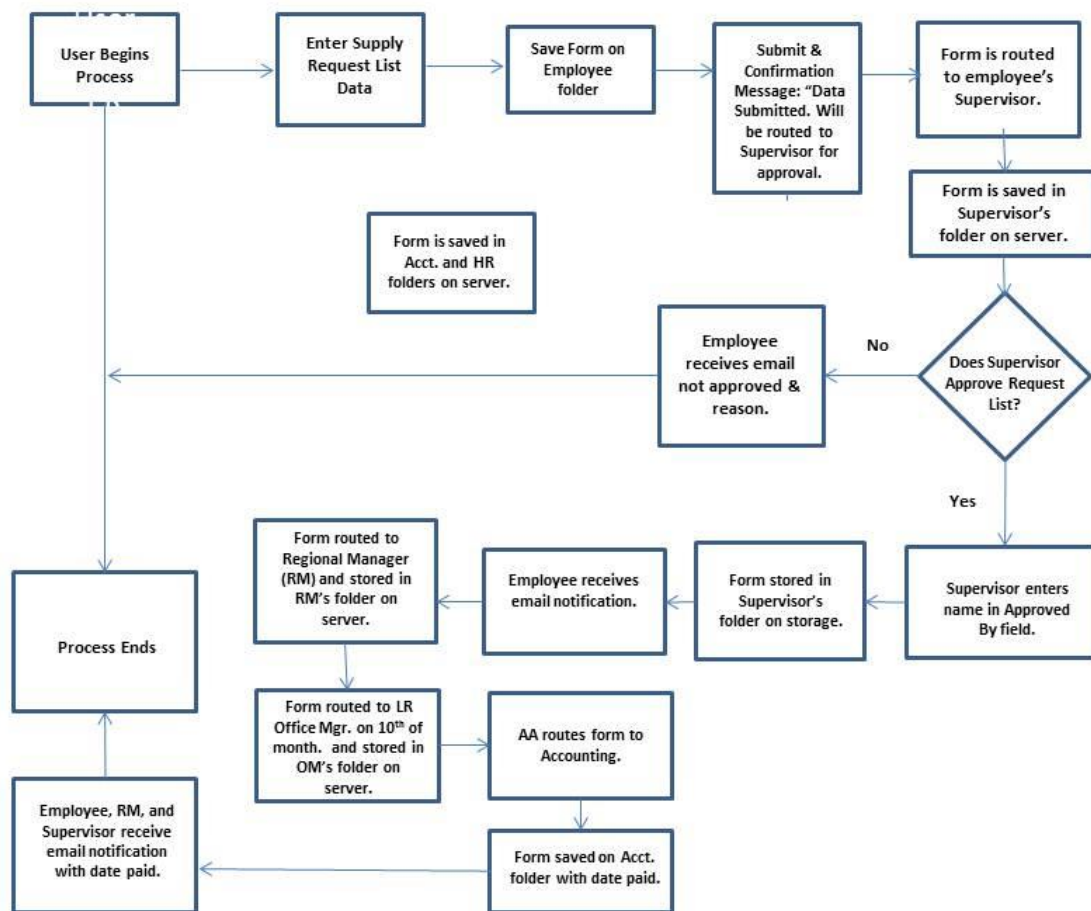 User Begins
Process
Enter Supply
Request List
Data
Save Form on
Employee
folder
Submit &
Confirmation
Message: “Data
Submitted. Will
be routed to
Supervisor for
approval.
Form is routed
to employee’s
Supervisor.
Form is saved in
Supervisor’s
folder on server.
Form is saved in
Acct. and HR
folders on server.
Does Supervisor
Approve Request
List?
No
Employee
receives email
not approved &
reason.
Yes
Supervisor enters
name in Approved
By field.
Form stored in
Supervisor’s
folder on storage.
Employee receives
email notification.
Form routed to
Regional Manager
(RM) and stored in
RM’s folder on
server.
Form routed to LR
Office Mgr. on 10th of
month. and stored in
OM’s folder on
server.
AA routes form to
Accounting.
Form saved on Acct.
folder with date paid.
Employee, RM, and
Supervisor receive
email notification
with date paid.
Process Ends